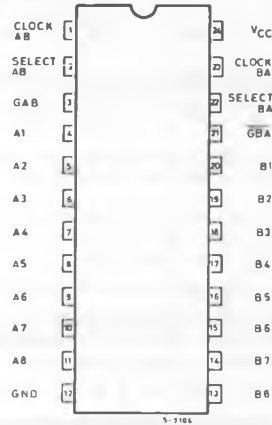 CLOCK AB 1 24 VCC
SELECT AB 2 23 CLOCK BA
GAB 3 22 SELECT BA
A1 4 21 GBA
A2 5 20 B1
A3 6 19 B2
A4 7 18 B3
A5 8 17 B4
A6 9 16 B5
A7 10 15 B6
A8 11 14 B7
GND 12 13 B8